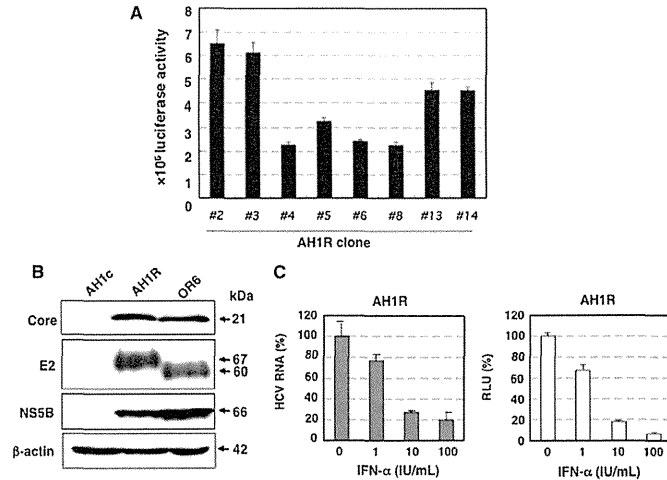 A
×10⁶ luciferase activity
8
7
6
5
4
3
2
1
0
#2 #3 #4 #5 #6 #8 #13 #14
AH1R clone
B
AH1c AH1R OR6
kDa
Core 21
E2 67
60
NS5B 66
β-actin 42
C
AH1R
HCV RNA (%)
120
100
80
60
40
20
0
0 1 10 100
IFN-α (IU/mL)
AH1R
RLU (%)
120
100
80
60
40
20
0
0 1 10 100
IFN-α (IU/mL)